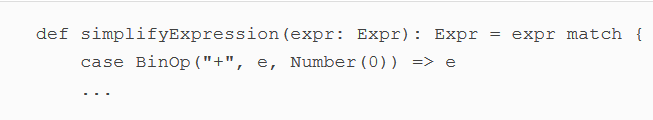 def simplifyExpression(expr: Expr): Expr = expr match {
case BinOp("+", e, Number(0)) => e
...